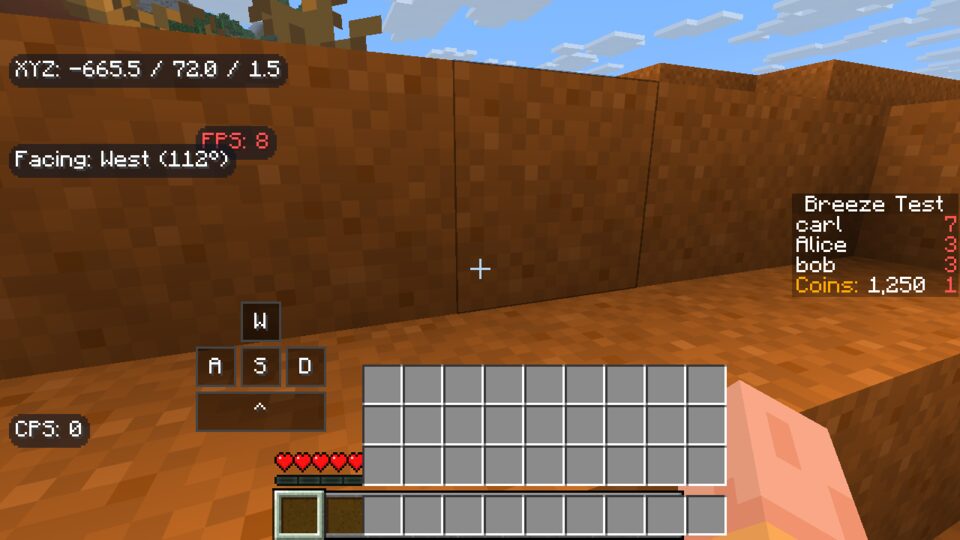 XYZ: -665.5 / 72.0 / 1.5
FPS: 8
Facing: West (112º)
Breeze Test
carl 7
Alice 3
bob 3
Coins: 1,250 1
W
A S D
^
CPS: 0